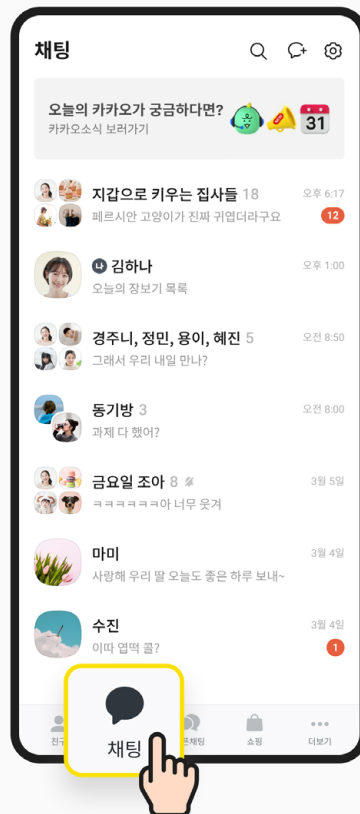 채팅
오늘의 카카오가 궁금하다면?
카카오소식 보러가기
31
지갑으로 키우는 집사들 18
오후 6:17
페르시안 고양이가 진짜 귀엽더라구요
12
나 김하나
오후 1:00
오늘의 장보기 목록
경주니, 정민, 용이, 혜진 5
오전 8:50
그래서 우리 내일 만나?
동기방 3
오전 8:00
과제 다 했어?
금요일 조아 8
3월 5일
ㅋㅋㅋㅋㅋㅋ아 너무 웃겨
마미
3월 4일
사랑해 우리 딸 오늘도 좋은 하루 보내~
수진
3월 4일
이따 엽떡 콜?
1
채팅
쇼핑
더보기